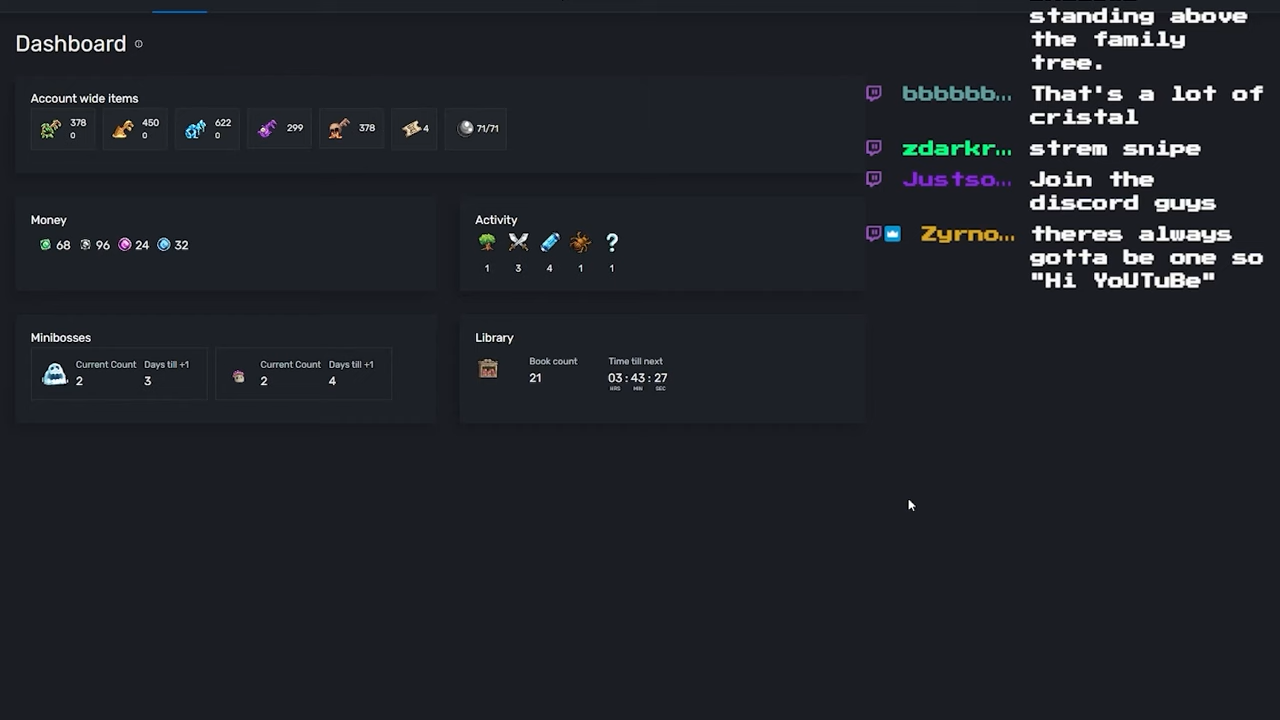 standing above
the family
tree.
Dashboard
Account wide items
378
0
450
0
622
0
299
378
4
71/71
bbbbbb... That's a lot of
cristal
zdarkr... strem snipe
Justso... Join the
discord guys
Zyrno... theres always
gotta be one so
"Hi YoUTuBe"
Money
68 96 24 32
Activity
?
1 3 4 1 1
Minibosses
Current Count Days till +1
2 3
Current Count Days till +1
2 4
Library
Book count Time till next
21 03 : 43 : 27
HRS MIN SEC